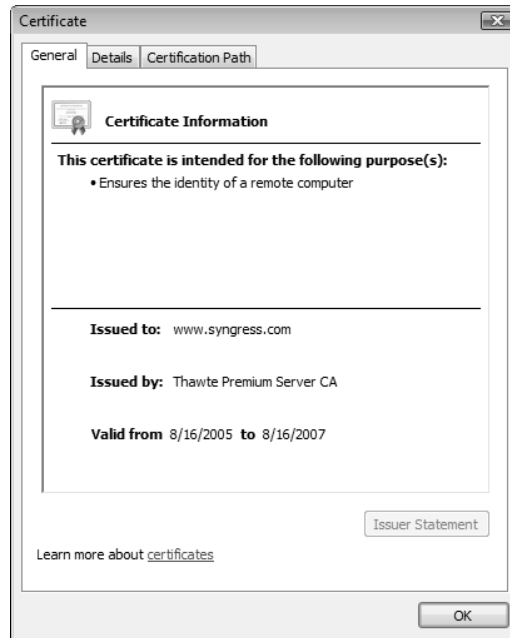 Certificate
General Details Certification Path
Certificate Information
This certificate is intended for the following purpose(s):
• Ensures the identity of a remote computer
Issued to: www.syngress.com
Issued by: Thawte Premium Server CA
Valid from 8/16/2005 to 8/16/2007
Issuer Statement
Learn more about certificates
OK